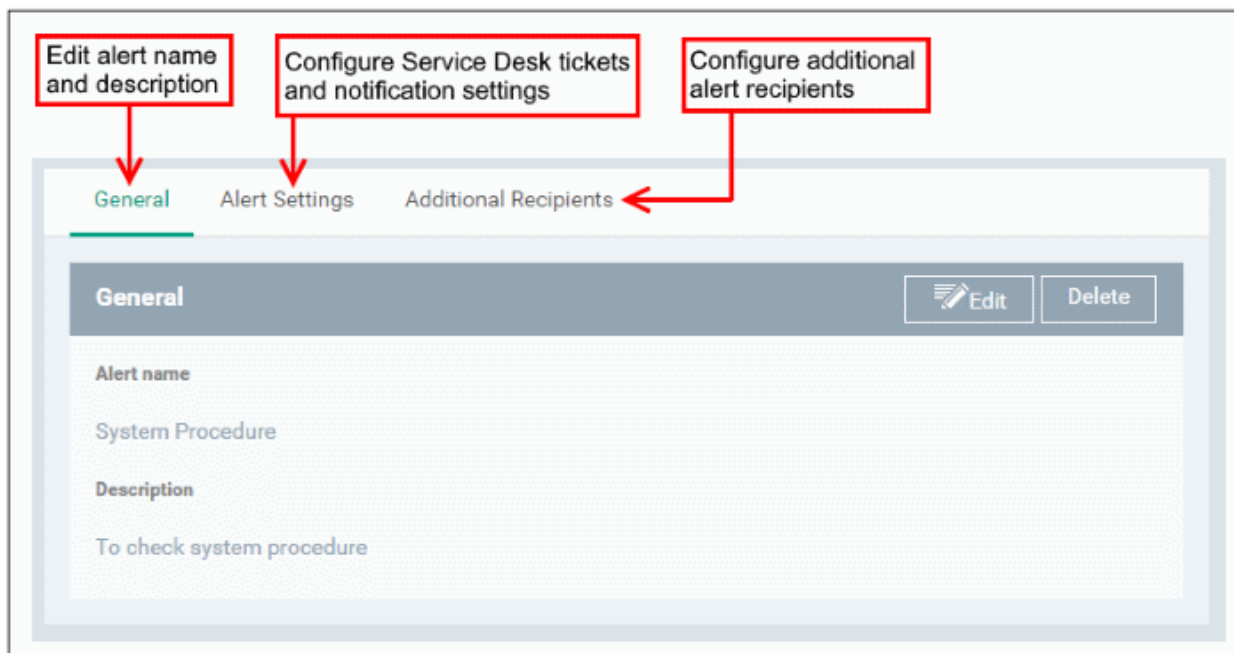 Edit alert name
and description
Configure Service Desk tickets
and notification settings
Configure additional
alert recipients
General
Alert Settings
Additional Recipients
General
Edit
Delete
Alert name
System Procedure
Description
To check system procedure